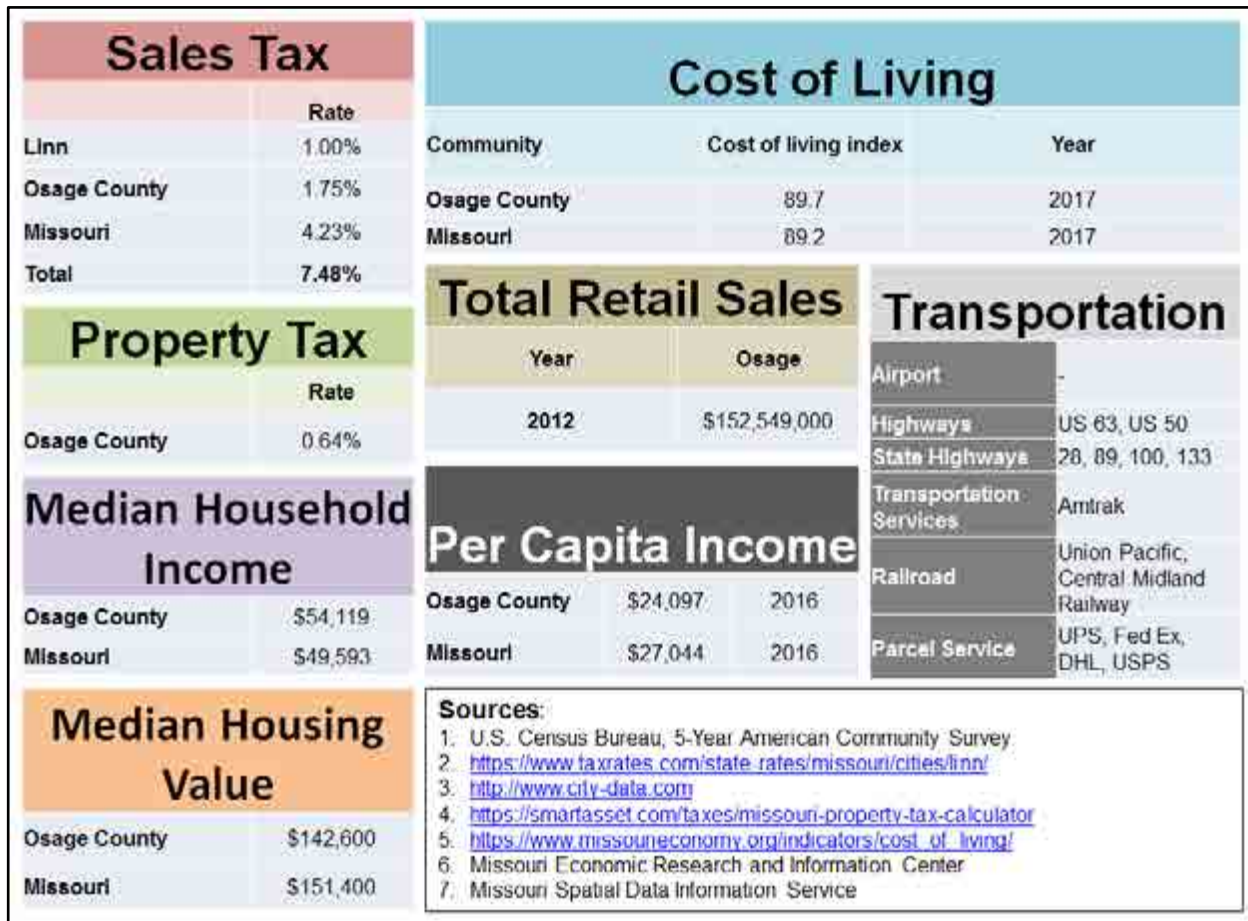 Sales Tax
Rate
Linn 1.00%
Osage County 1.75%
Missouri 4.23%
Total 7.48%
Property Tax
Rate
Osage County 0.64%
Median Household
Income
Osage County $54,119
Missouri $49,593
Median Housing
Value
Osage County $142,600
Missouri $151,400
Cost of Living
Community Cost of living index Year
Osage County 89.7 2017
Missouri 89.2 2017
Total Retail Sales
Year Osage
2012 $152,549,000
Per Capita Income
Osage County $24,097 2016
Missouri $27,044 2016
Transportation
Airport -
Highways US 63, US 50
State Highways 28, 89, 100, 133
Transportation
Services Amtrak
Railroad Union Pacific,
Central Midland
Railway
Parcel Service UPS, Fed Ex,
DHL, USPS
Sources:
1. U.S. Census Bureau, 5-Year American Community Survey
2. https://www.taxrates.com/state-rates/missouri/cities/linn/
3. http://www.city-data.com
4. https://smartasset.com/taxes/missouri-property-tax-calculator
5. https://www.missourieconomy.org/indicators/cost_of_living/
6. Missouri Economic Research and Information Center
7. Missouri Spatial Data Information Service